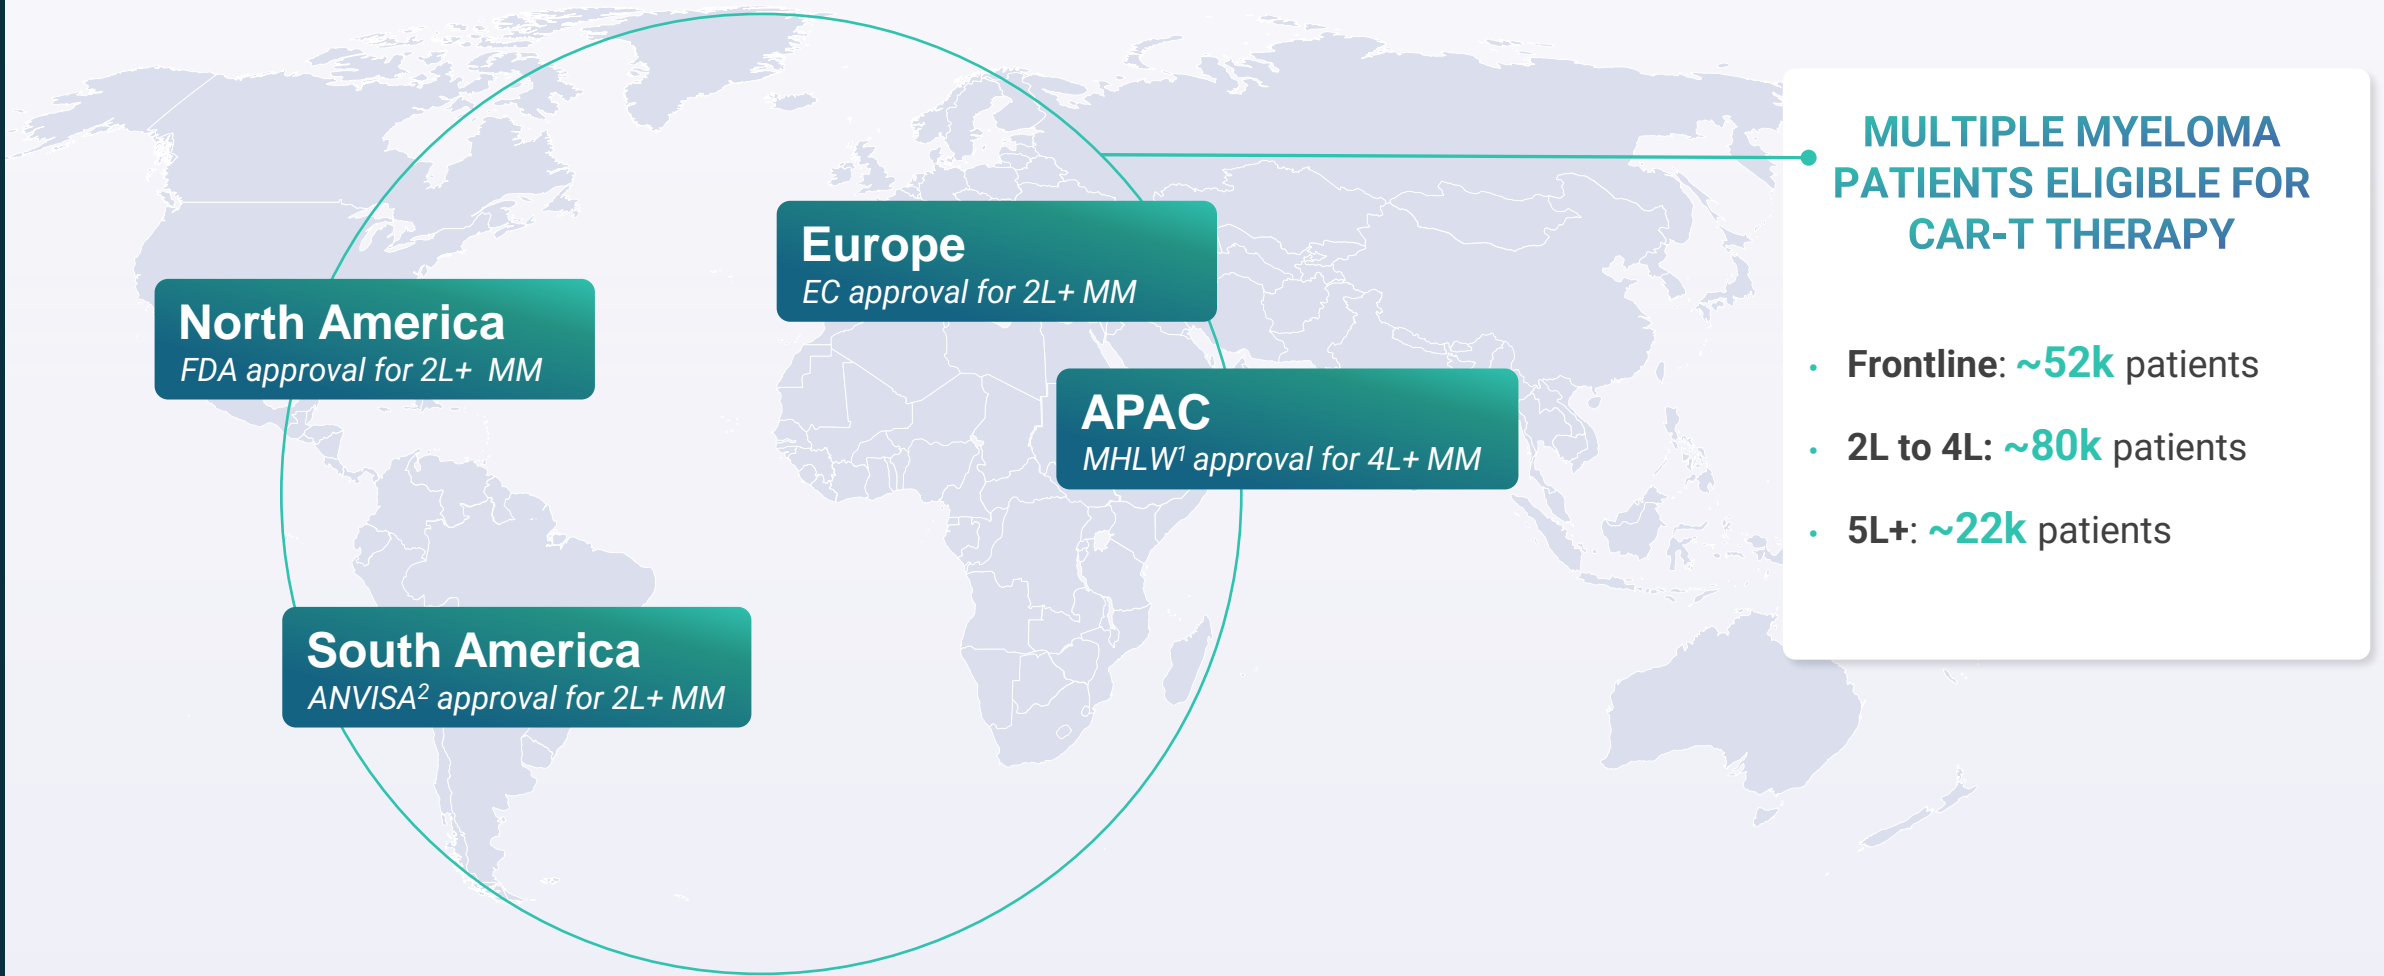 North America
FDA approval for 2L+ MM
Europe
EC approval for 2L+ MM
APAC
MHLW¹ approval for 4L+ MM
South America
ANVISA² approval for 2L+ MM
MULTIPLE MYELOMA
PATIENTS ELIGIBLE FOR
CAR-T THERAPY
• Frontline: ~52k patients
• 2L to 4L: ~80k patients
• 5L+: ~22k patients